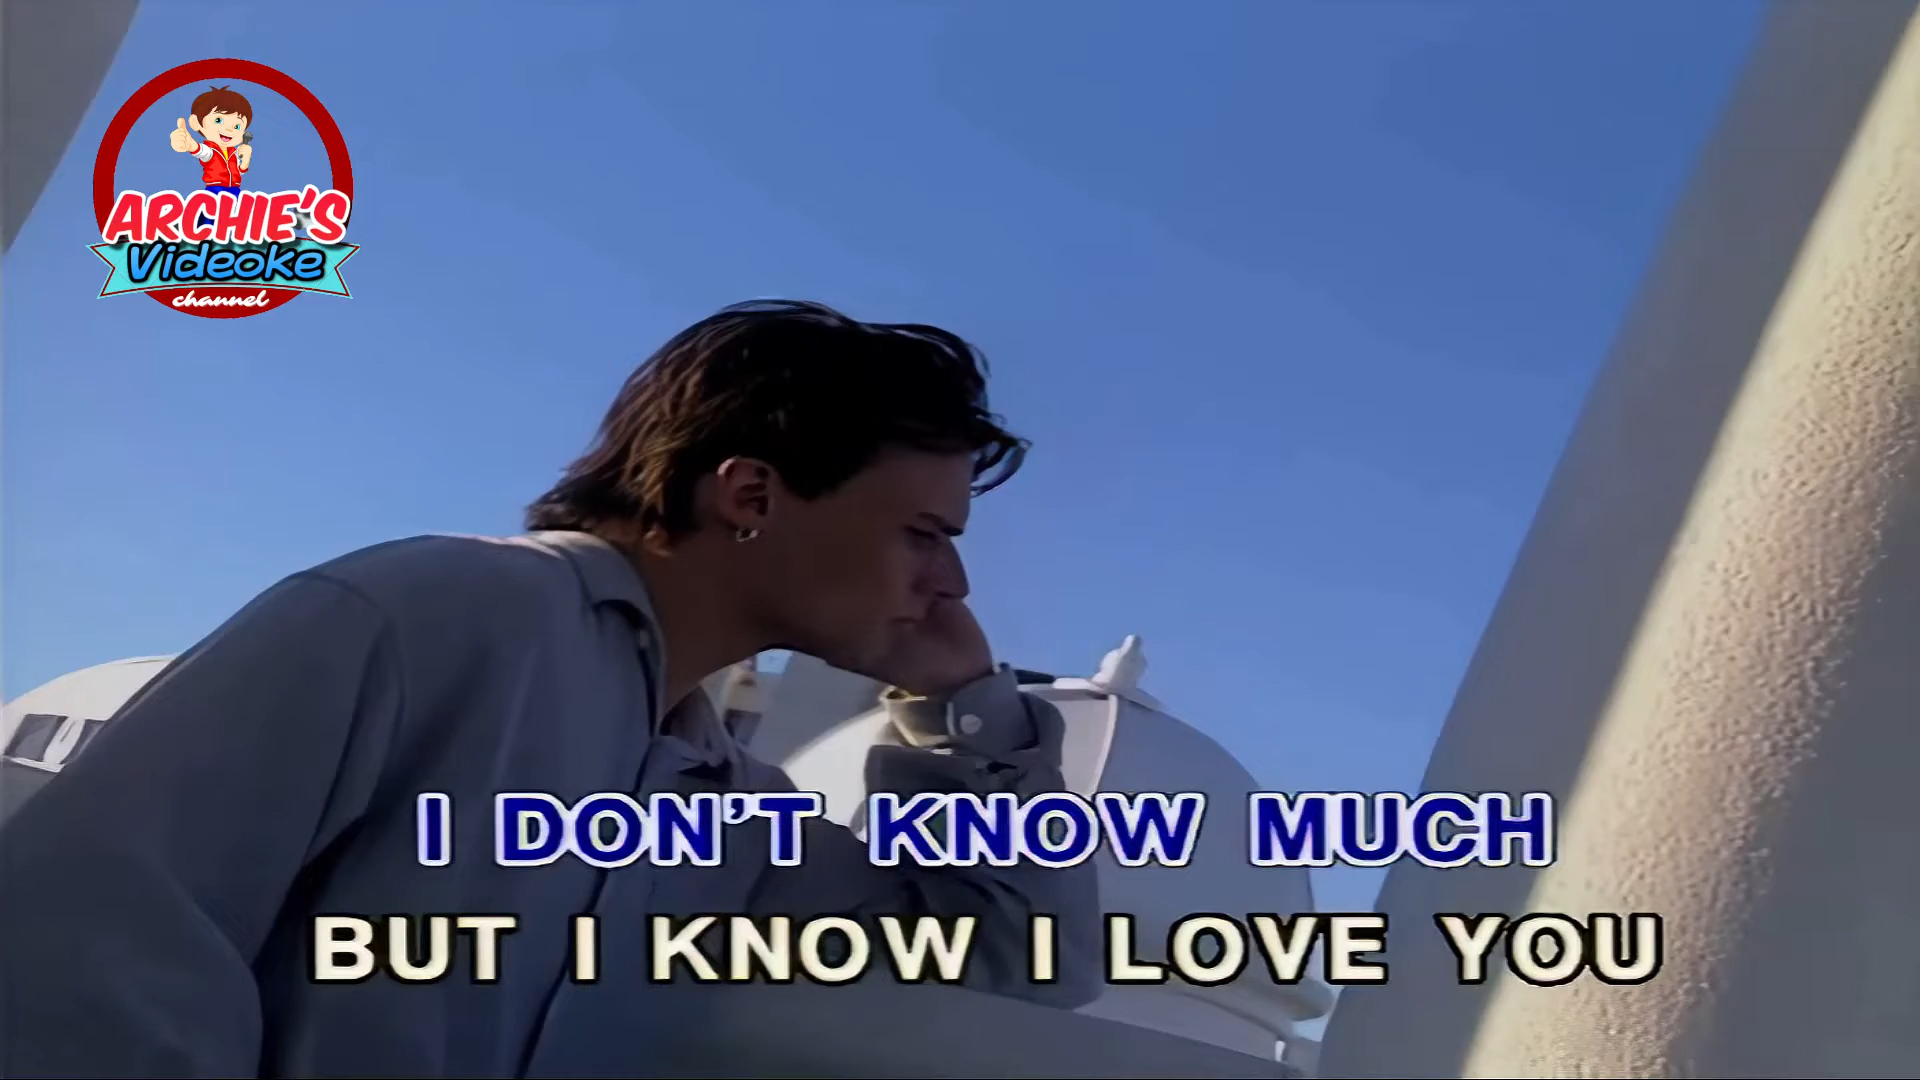 ARCHIE'S
Videoke
channel
I DON'T KNOW MUCH
BUT I KNOW I LOVE YOU